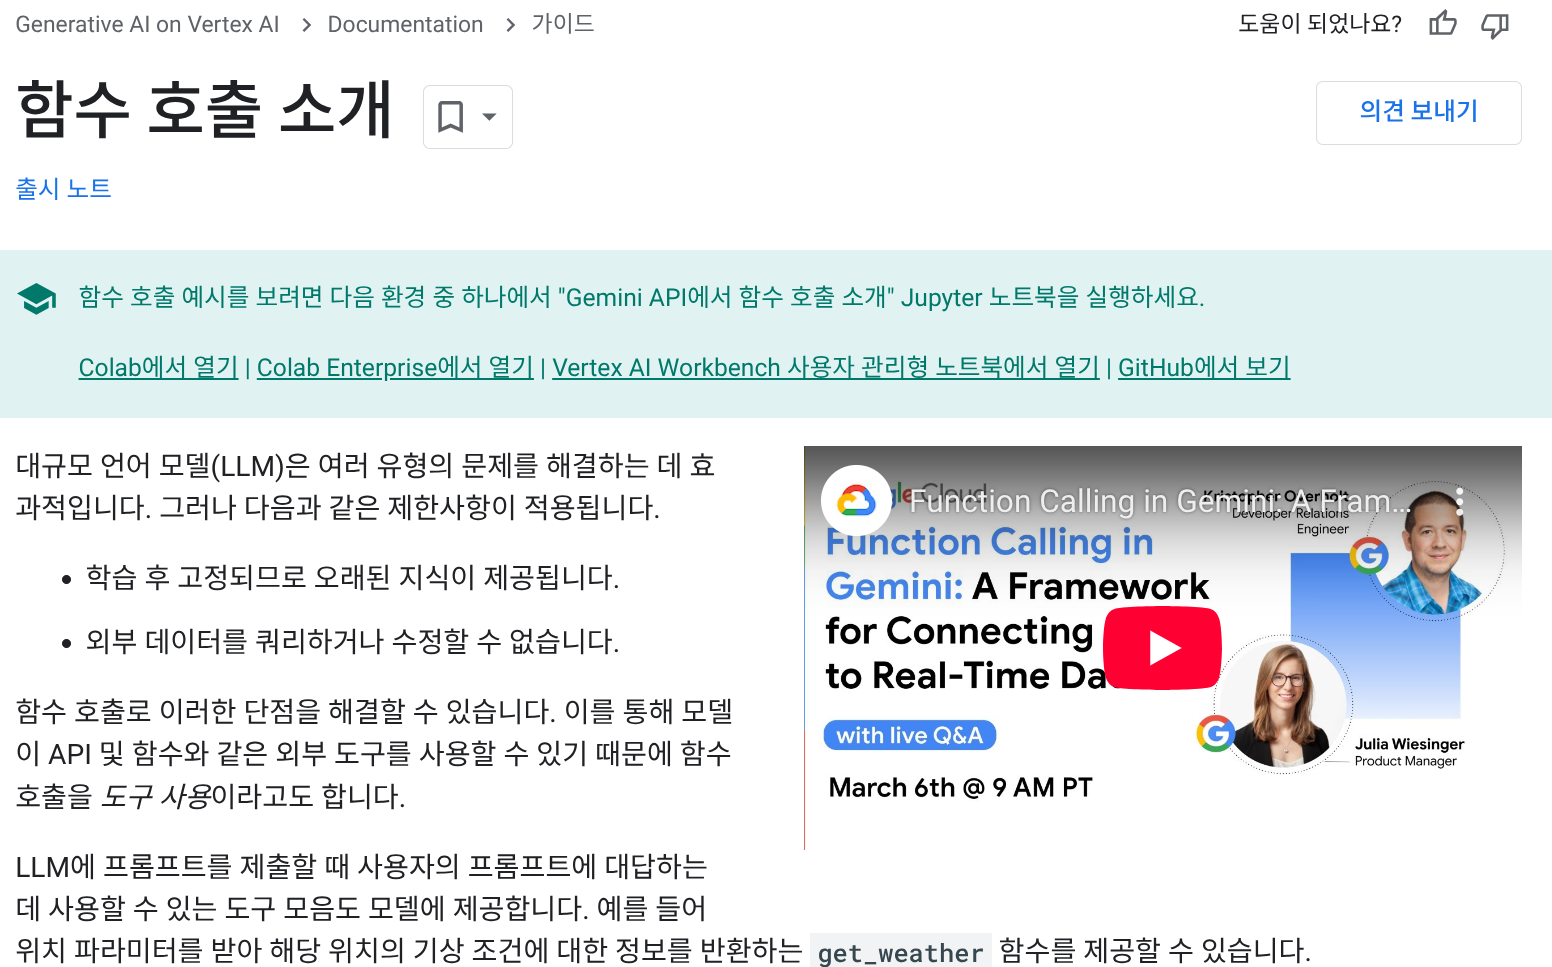 Generative AI on Vertex AI > Documentation > 가이드
도움이 되었나요?
함수 호출 소개
의견 보내기
출시 노트
함수 호출 예시를 보려면 다음 환경 중 하나에서 "Gemini API에서 함수 호출 소개" Jupyter 노트북을 실행하세요.
Colab에서 열기 | Colab Enterprise에서 열기 | Vertex AI Workbench 사용자 관리형 노트북에서 열기 | GitHub에서 보기
대규모 언어 모델(LLM)은 여러 유형의 문제를 해결하는 데 효
과적입니다. 그러나 다음과 같은 제한사항이 적용됩니다.
• 학습 후 고정되므로 오래된 지식이 제공됩니다.
• 외부 데이터를 쿼리하거나 수정할 수 없습니다.
함수 호출로 이러한 단점을 해결할 수 있습니다. 이를 통해 모델
이 API 및 함수와 같은 외부 도구를 사용할 수 있기 때문에 함수
호출을 도구 사용이라고도 합니다.
LLM에 프롬프트를 제출할 때 사용자의 프롬프트에 대답하는
데 사용할 수 있는 도구 모음도 모델에 제공합니다. 예를 들어
위치 파라미터를 받아 해당 위치의 기상 조건에 대한 정보를 반환하는 get_weather 함수를 제공할 수 있습니다.
Function Calling in Gemini: A Fram...
gle Cloud
Developer Relations
Engineer
Function Calling in
Gemini: A Framework
for Connecting
to Real-Time Da
with live Q&A
March 6th @ 9 AM PT
Julia Wiesinger
Product Manager